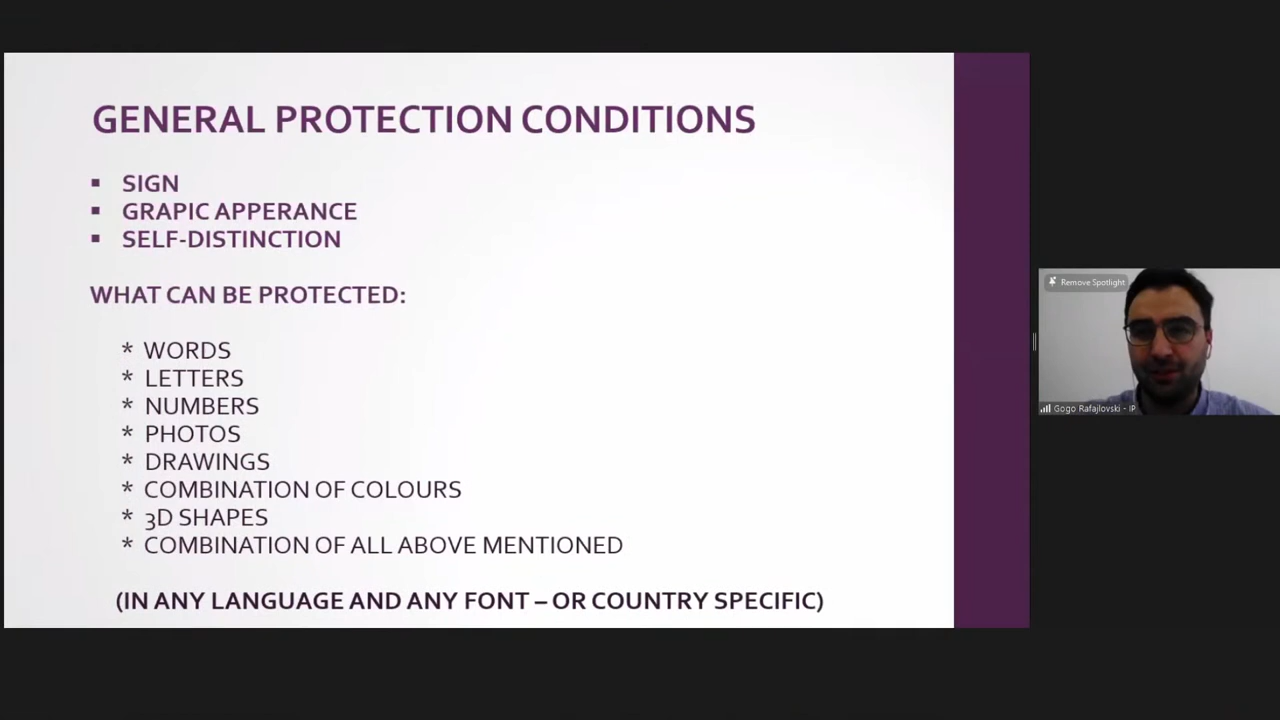 GENERAL PROTECTION CONDITIONS
▪ SIGN
▪ GRAPIC APPERANCE
▪ SELF-DISTINCTION
WHAT CAN BE PROTECTED:
* WORDS
* LETTERS
* NUMBERS
* PHOTOS
* DRAWINGS
* COMBINATION OF COLOURS
* 3D SHAPES
* COMBINATION OF ALL ABOVE MENTIONED
(IN ANY LANGUAGE AND ANY FONT – OR COUNTRY SPECIFIC)
Remove Spotlight
Gogo Rafajlovski - IP